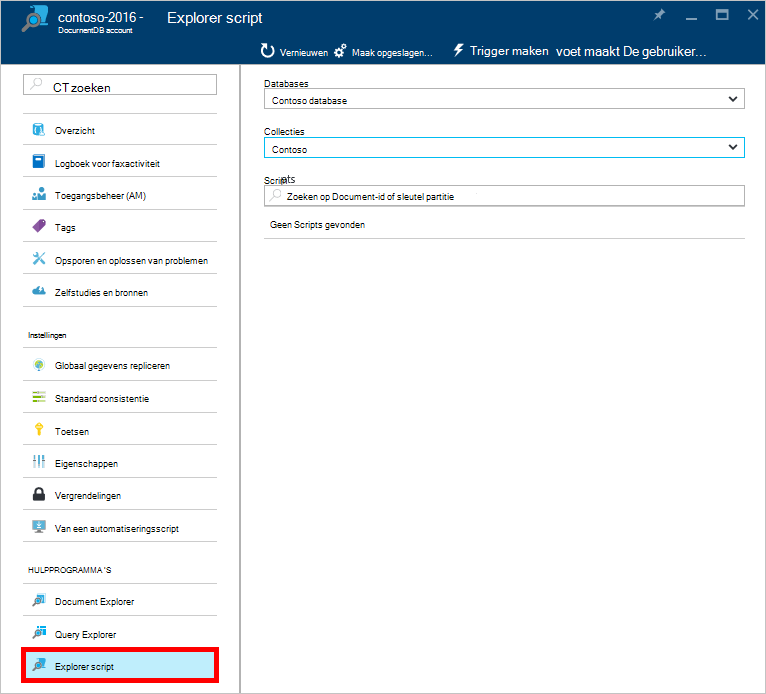 contoso-2016 -
DocumentDB account
Explorer script
Vernieuwen
Maak opgeslagen...
Trigger maken
voet maakt De gebruiker...
CT zoeken
Overzicht
Logboek voor faxactiviteit
Toegangsbeheer (AM)
Tags
Opsporen en oplossen van problemen
Zelfstudies en bronnen
Instellingen
Globaal gegevens repliceren
Standaard consistentie
Toetsen
Eigenschappen
Vergrendelingen
Van een automatiseringsscript
HULPPROGRAMMA'S
Document Explorer
Query Explorer
Explorer script
Databases
Contoso database
Collecties
Contoso
Scripts
Zoeken op Document-id of sleutel partitie
Geen Scripts gevonden